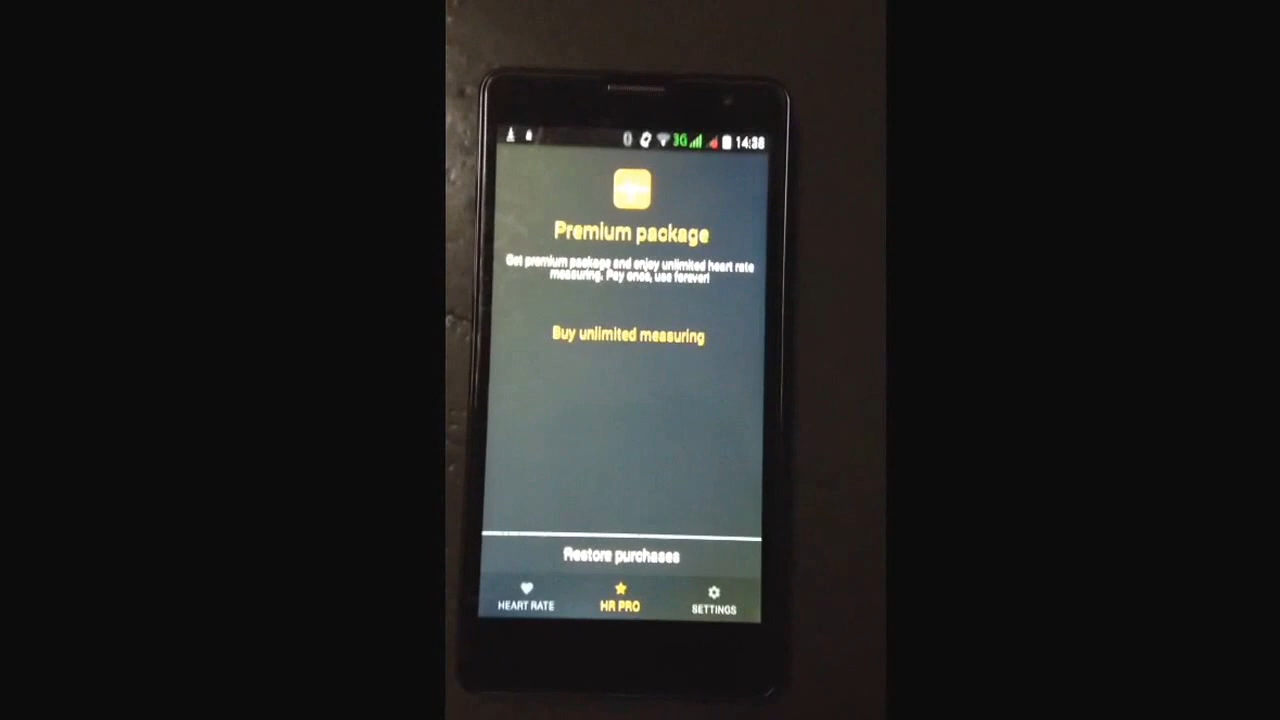 3G 14:38
Premium package
Get premium package and enjoy unlimited heart rate
measuring. Pay once, use forever!
Buy unlimited measuring
Restore purchases
HEART RATE HR PRO SETTINGS